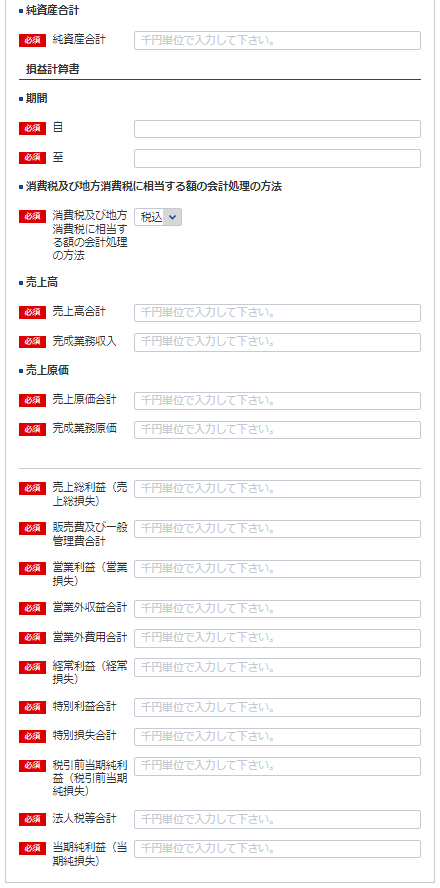 純資産合計
必須 純資産合計 千円単位で入力して下さい。
損益計算書
期間
必須 自
必須 至
消費税及び地方消費税に相当する額の会計処理の方法
必須 消費税及び地方 税込
消費税に相当す
る額の会計処理
の方法
売上高
必須 売上高合計 千円単位で入力して下さい。
必須 完成業務収入 千円単位で入力して下さい。
売上原価
必須 売上原価合計 千円単位で入力して下さい。
必須 完成業務原価 千円単位で入力して下さい。
必須 売上総利益（売 千円単位で入力して下さい。
上総損失）
必須 販売費及び一般 千円単位で入力して下さい。
管理費合計
必須 営業利益（営業 千円単位で入力して下さい。
損失）
必須 営業外収益合計 千円単位で入力して下さい。
必須 営業外費用合計 千円単位で入力して下さい。
必須 経常利益（経常 千円単位で入力して下さい。
損失）
必須 特別利益合計 千円単位で入力して下さい。
必須 特別損失合計 千円単位で入力して下さい。
必須 税引前当期純利 千円単位で入力して下さい。
益（税引前当期
純損失）
必須 法人税等合計 千円単位で入力して下さい。
必須 当期純利益（当 千円単位で入力して下さい。
期純損失）